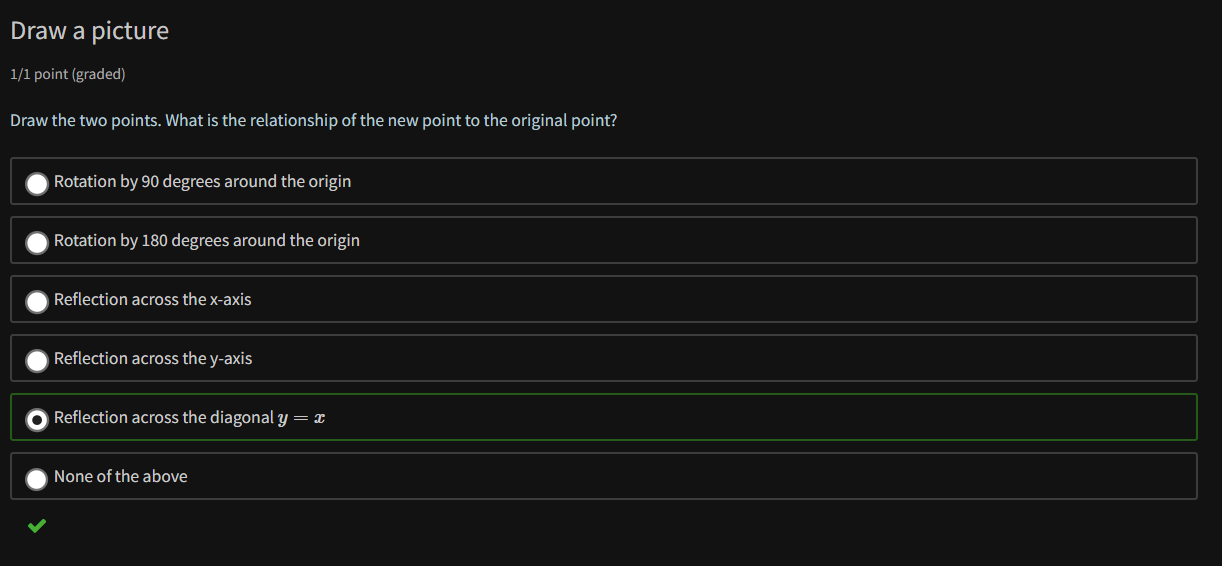 Draw a picture
1/1 point (graded)
Draw the two points. What is the relationship of the new point to the original point?
Rotation by 90 degrees around the origin
Rotation by 180 degrees around the origin
Reflection across the x-axis
Reflection across the y-axis
Reflection across the diagonal y = x
None of the above